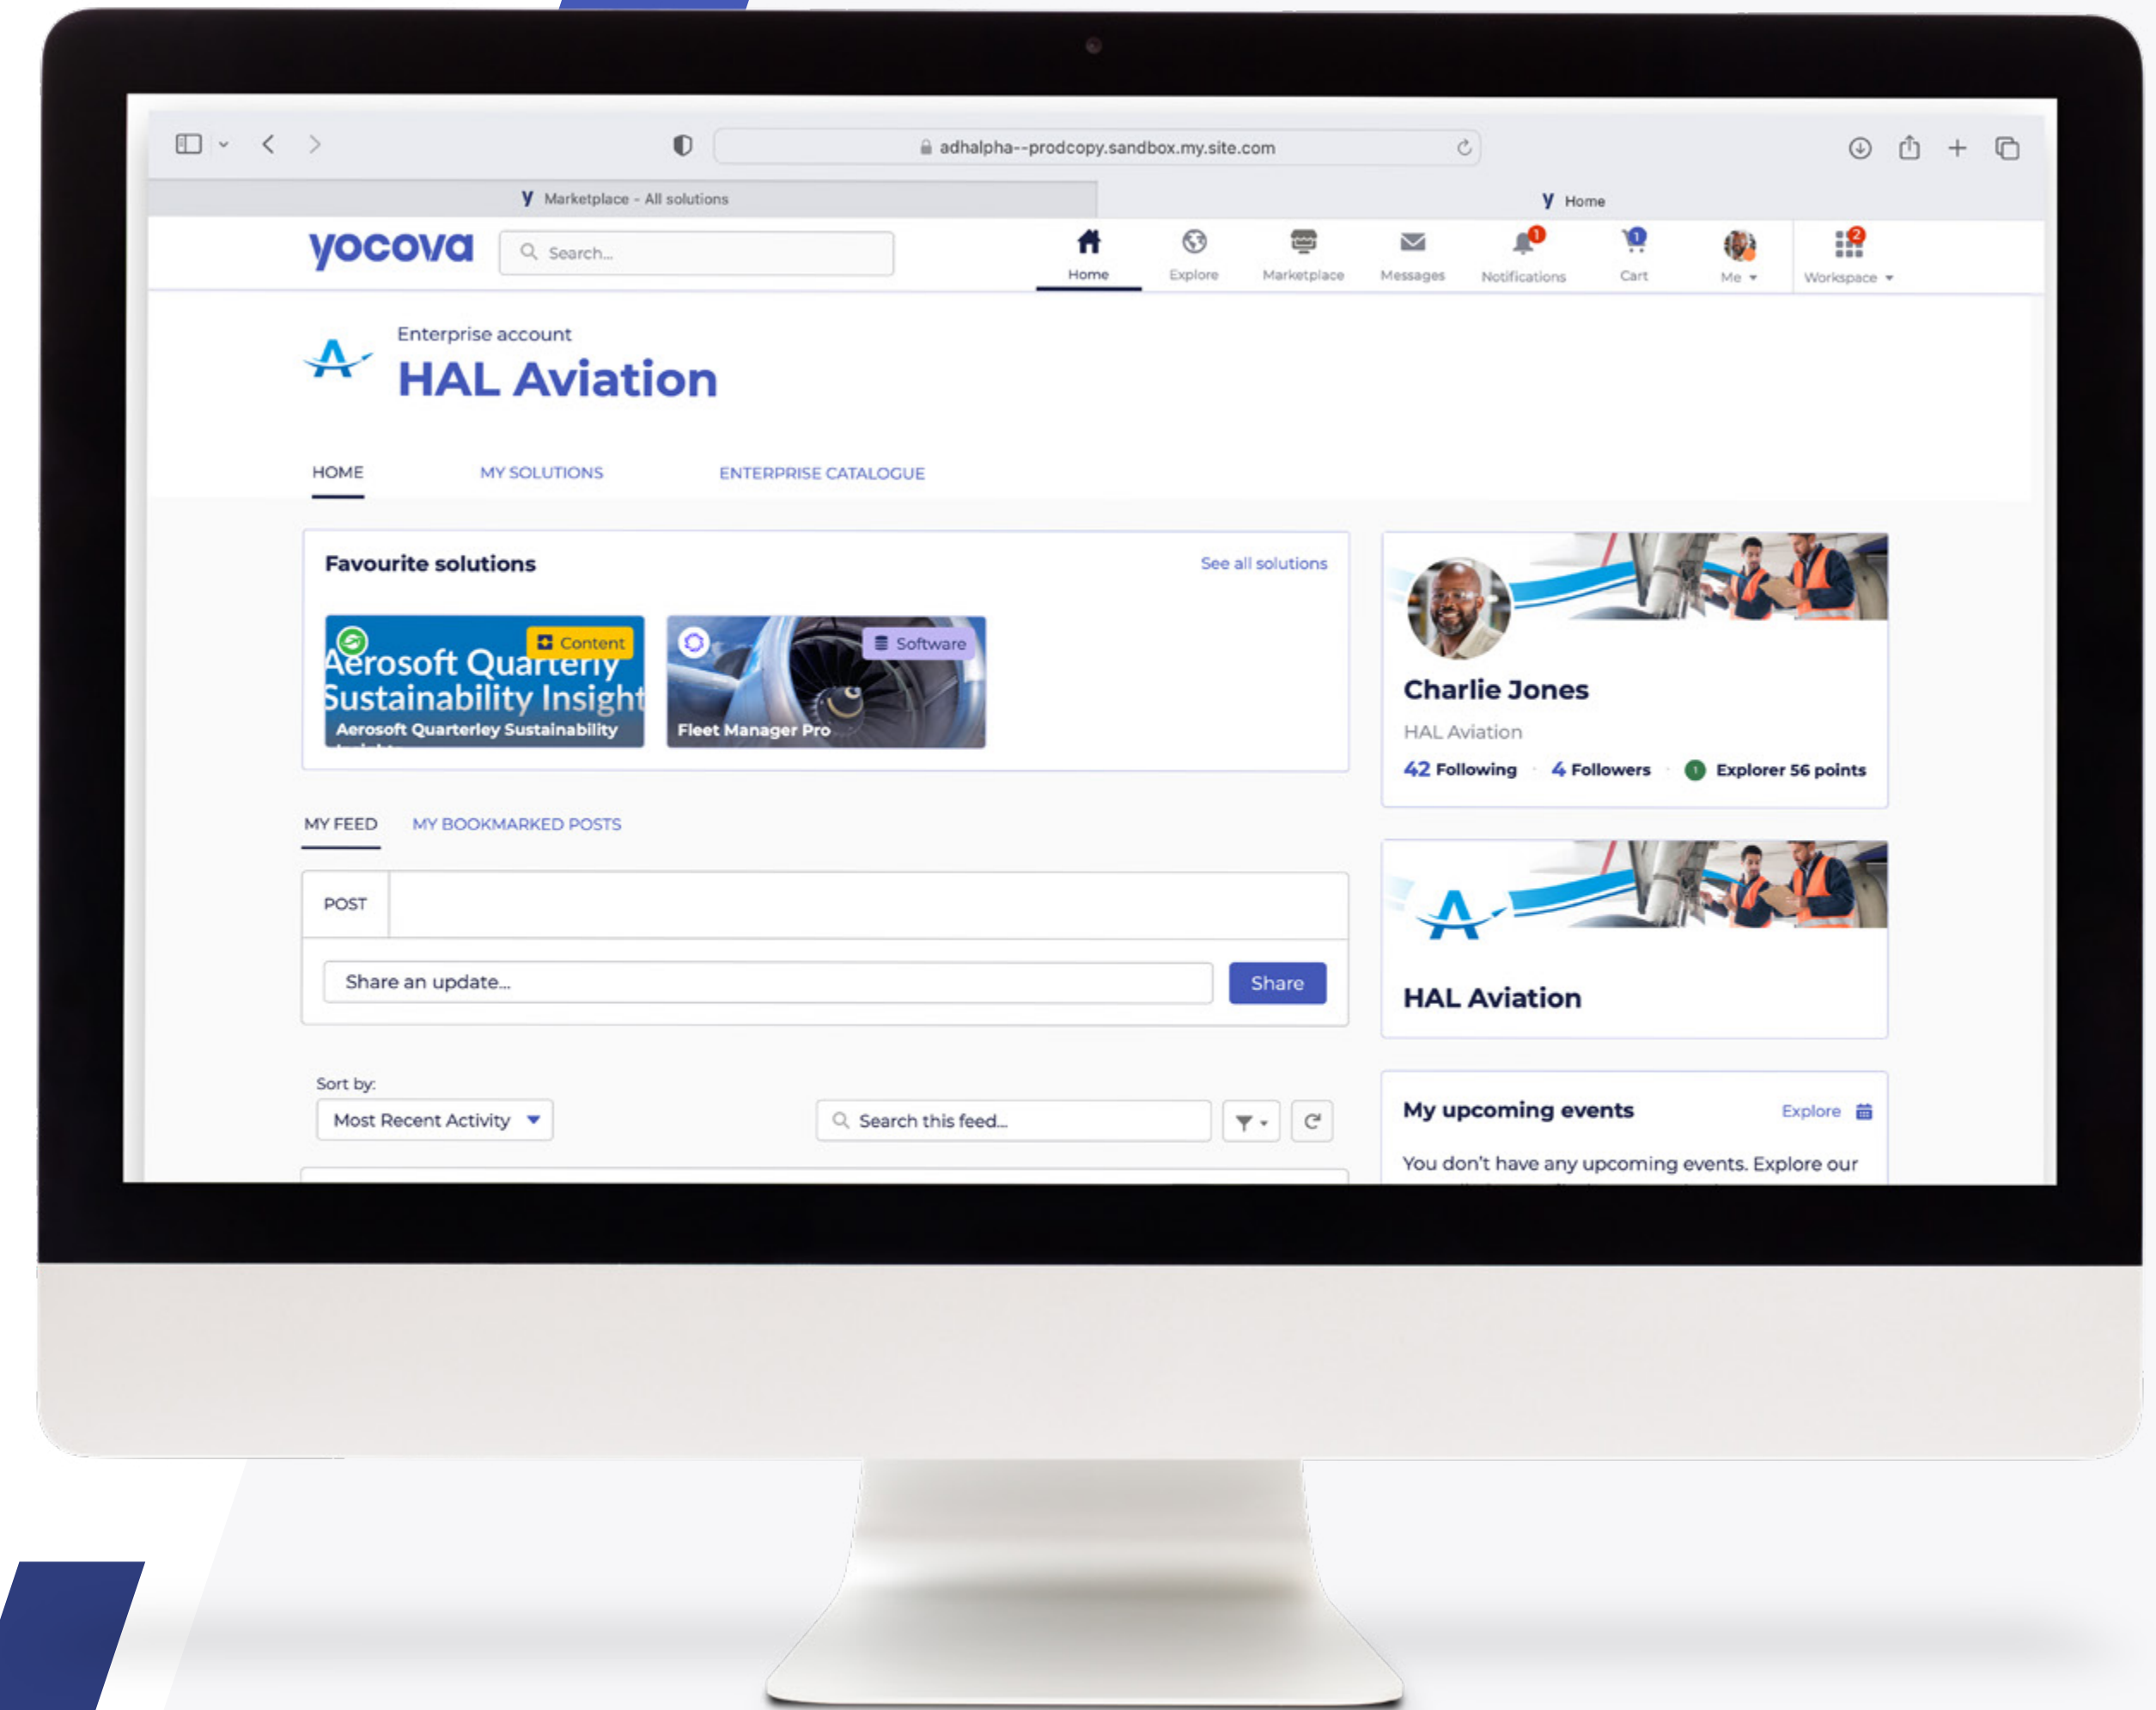 adhalpha--prodcopy.sandbox.my.site.com
y Marketplace - All solutions
y Home
yocova
Search...
Home
Explore
Marketplace
Messages
1
Notifications
1
Cart
Me
2
Workspace
Enterprise account
HAL Aviation
HOME
MY SOLUTIONS
ENTERPRISE CATALOGUE
Favourite solutions
See all solutions
Content
Aerosoft Quarterly
Sustainability Insight
Aerosoft Quarterley Sustainability
Software
Fleet Manager Pro
Charlie Jones
HAL Aviation
42 Following · 4 Followers · 1 Explorer 56 points
MY FEED
MY BOOKMARKED POSTS
POST
Share an update...
Share
HAL Aviation
Sort by:
Most Recent Activity
Search this feed...
My upcoming events
Explore
You don't have any upcoming events. Explore our